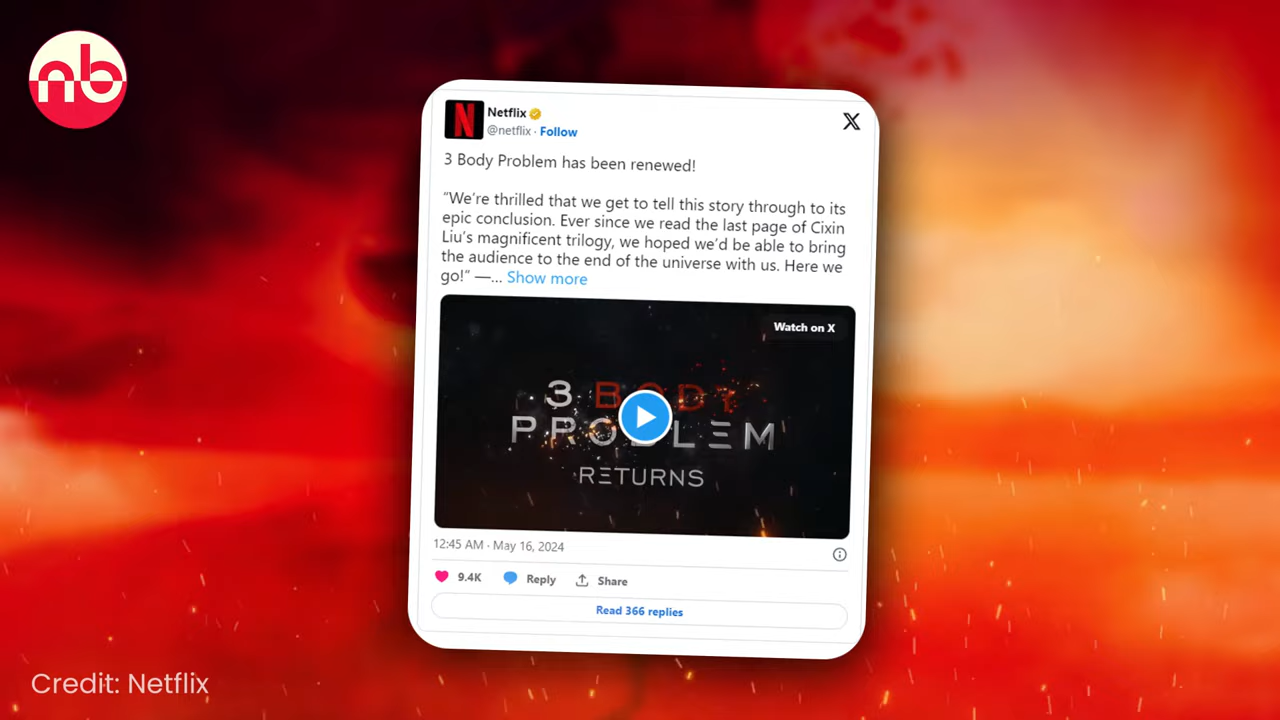 nb
Netflix
@netflix · Follow
X
3 Body Problem has been renewed!
“We’re thrilled that we get to tell this story through to its
epic conclusion. Ever since we read the last page of Cixin
Liu’s magnificent trilogy, we hoped we’d be able to bring
the audience to the end of the universe with us. Here we
go!” —... Show more
Watch on X
3 BODY
PROBLEM
RETURNS
12:45 AM · May 16, 2024
9.4K Reply Share
Read 366 replies
Credit: Netflix